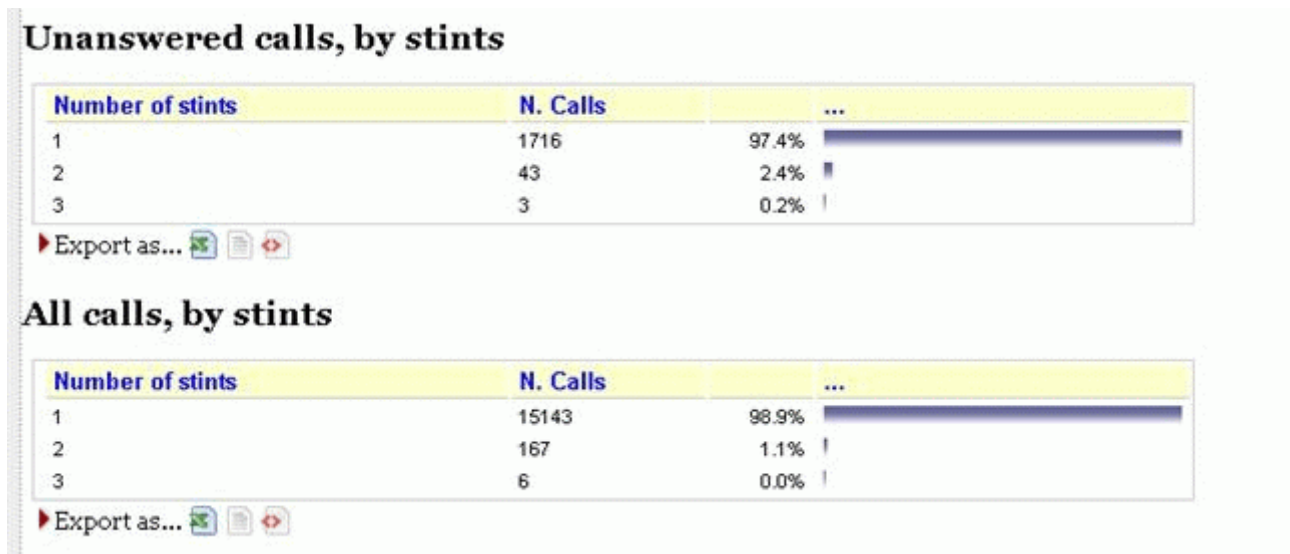 Unanswered calls, by stints
Number of stints N. Calls ...
1 1716 97.4%
2 43 2.4%
3 3 0.2%
Export as...
All calls, by stints
Number of stints N. Calls ...
1 15143 98.9%
2 167 1.1%
3 6 0.0%
Export as...